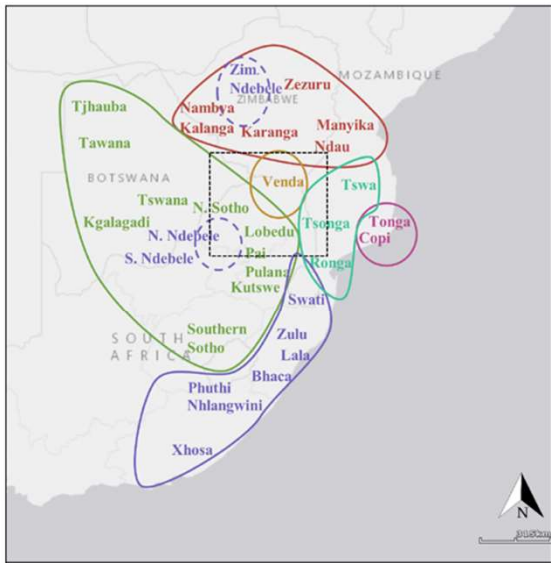 Zim.
Ndebele
Zezuru
MOZAMBIQUE
ZIMBABWE
Tjhauba
Nambya
Kalanga
Karanga
Manyika
Ndau
Tawana
BOTSWANA
Venda
Tswa
Tswana
N. Sotho
Kgalagadi
Lobedu
Tsonga
Tonga
Copi
N. Ndebele
S. Ndebele
Pai
Ronga
Pulana
Kutswe
Swati
SOUTH
AFRICA
Southern
Sotho
Zulu
Lala
Bhaca
Phuthi
Nhlangwini
Xhosa
N
315km